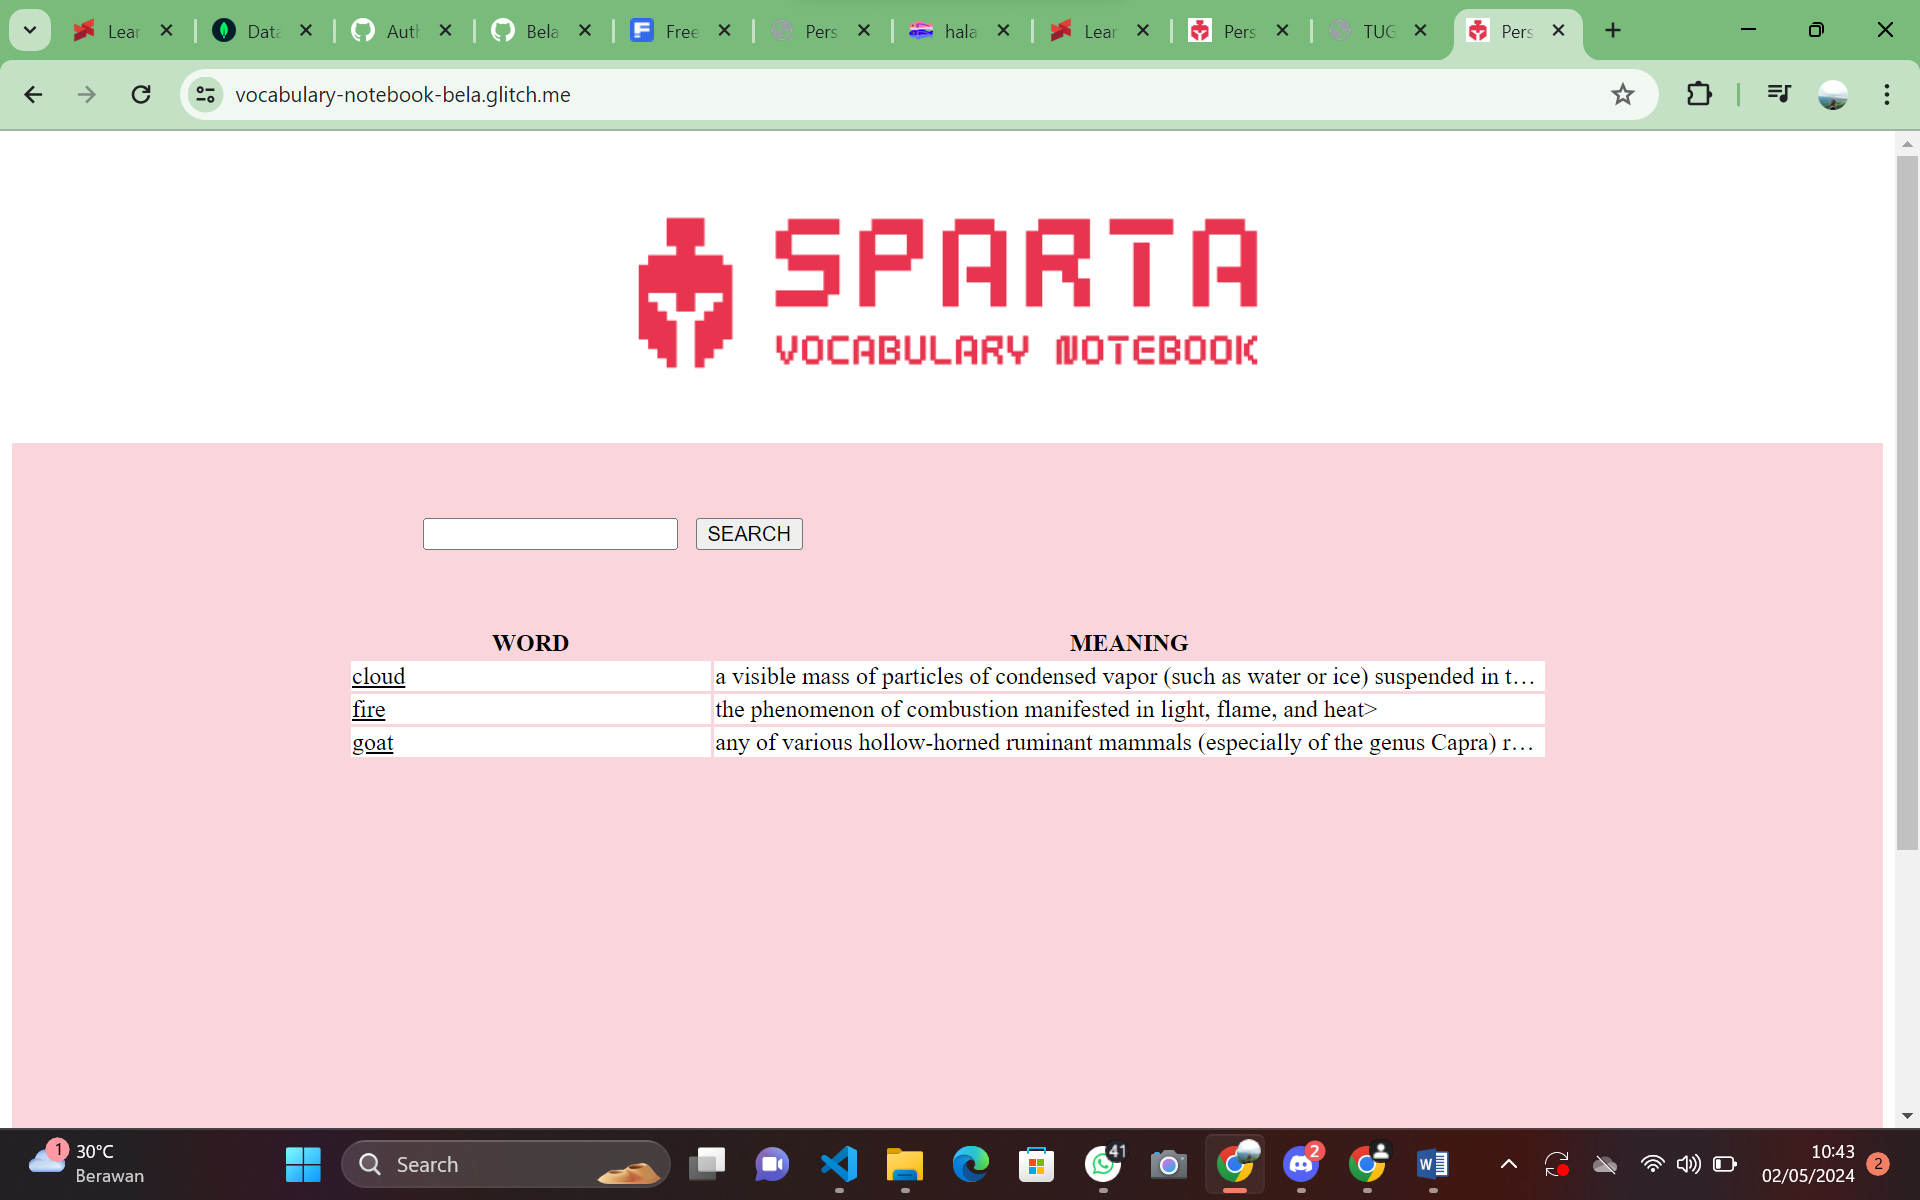 Lear
Data
Auth
Bela
Free
Pers
hala
Lear
Pers
TUG
Pers
vocabulary-notebook-bela.glitch.me
SPARTA
VOCABULARY NOTEBOOK
SEARCH
WORD MEANING
cloud a visible mass of particles of condensed vapor (such as water or ice) suspended in t…
fire the phenomenon of combustion manifested in light, flame, and heat>
goat any of various hollow-horned ruminant mammals (especially of the genus Capra) r…
1
30°C
Berawan
Search
41
2
10:43
02/05/2024
2